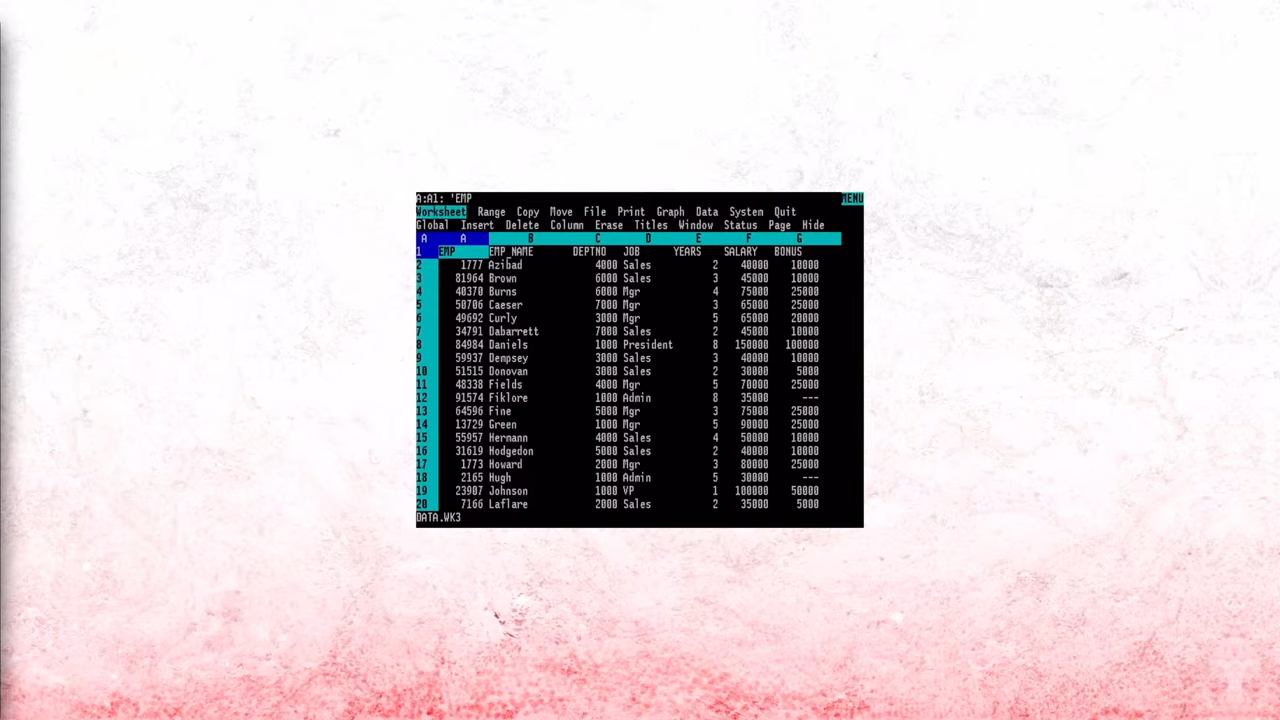 A:A1: 'EMP MENU
Worksheet Range Copy Move File Print Graph Data System Quit
Global Insert Delete Column Erase Titles Window Status Page Hide
A A B C D E F G
1 EMP EMP_NAME DEPTNO JOB YEARS SALARY BONUS
2 1777 Azibad 4000 Sales 2 40000 10000
3 81964 Brown 6000 Sales 3 45000 10000
4 40370 Burns 6000 Mgr 4 75000 25000
5 50706 Caeser 7000 Mgr 3 65000 25000
6 49692 Curly 3000 Mgr 5 65000 20000
7 34791 Dabarrett 7000 Sales 2 45000 10000
8 84984 Daniels 1000 President 8 150000 100000
9 59937 Dempsey 3000 Sales 3 40000 10000
10 51515 Donovan 3000 Sales 2 30000 5000
11 48338 Fields 4000 Mgr 5 70000 25000
12 91574 Fiklore 1000 Admin 8 35000 ---
13 64596 Fine 5000 Mgr 3 75000 25000
14 13729 Green 1000 Mgr 5 90000 25000
15 55957 Hermann 4000 Sales 4 50000 10000
16 31619 Hodgedon 5000 Sales 2 40000 10000
17 1773 Howard 2000 Mgr 3 80000 25000
18 2165 Hugh 1000 Admin 5 30000 ---
19 23907 Johnson 1000 VP 1 100000 50000
20 7166 Laflare 2000 Sales 2 35000 5000
DATA.WK3